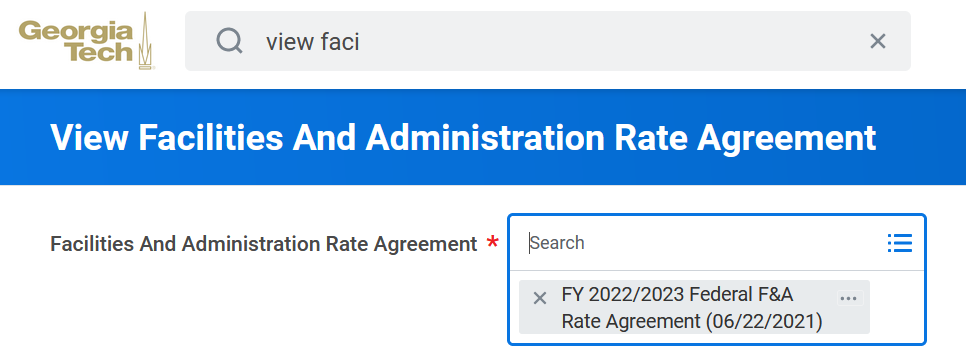 Georgia
Tech
view faci
View Facilities And Administration Rate Agreement
Facilities And Administration Rate Agreement *
Search
FY 2022/2023 Federal F&A
Rate Agreement (06/22/2021)